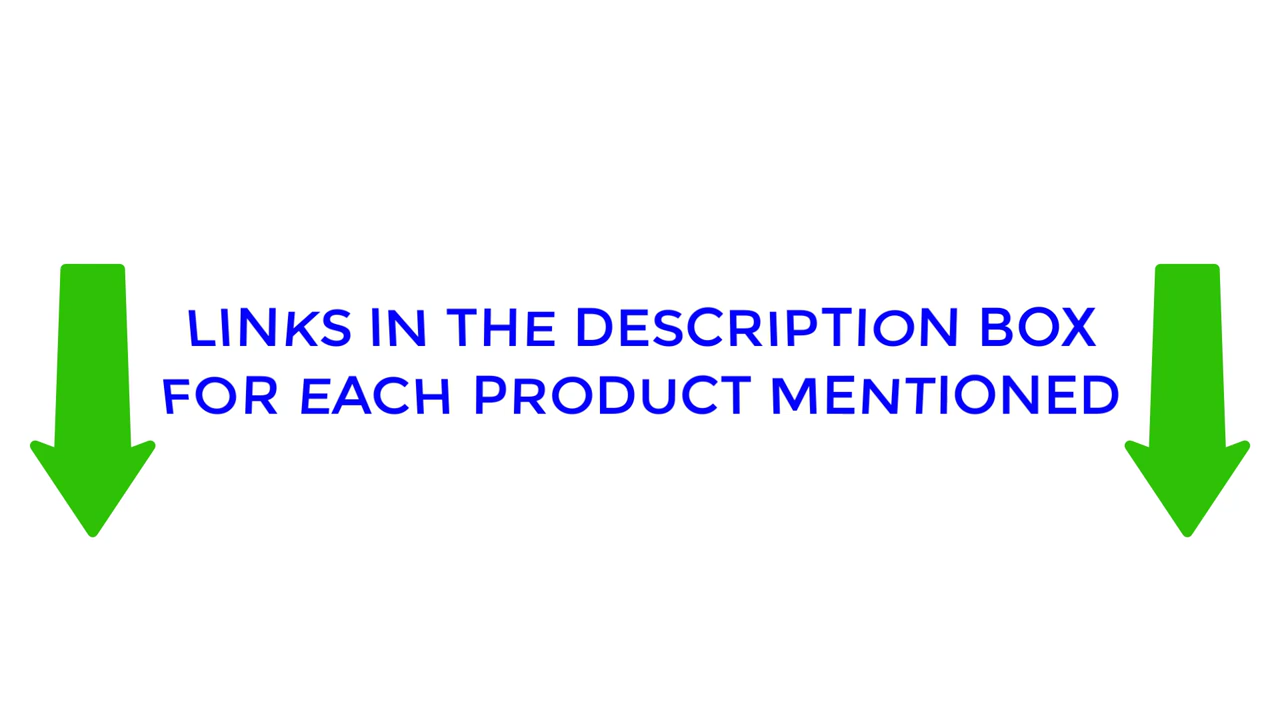 LINKS IN THE DESCRIPTION BOX
FOR EACH PRODUCT MENTIONED